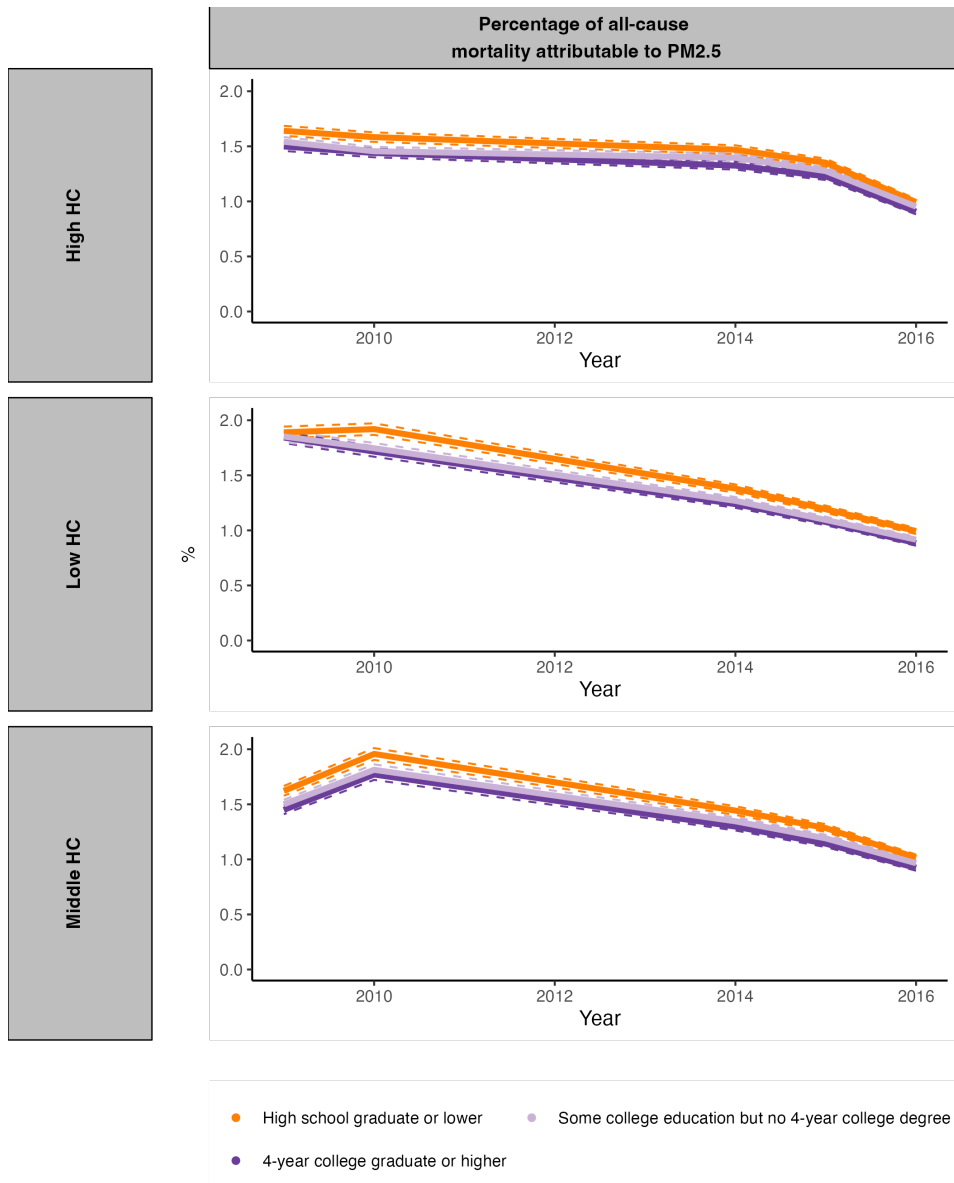 Percentage of all-cause
mortality attributable to PM2.5
High HC
2.0
1.5
1.0
0.5
0.0
2010 2012 2014 2016
Year
Low HC
%
2.0
1.5
1.0
0.5
0.0
2010 2012 2014 2016
Year
Middle HC
2.0
1.5
1.0
0.5
0.0
2010 2012 2014 2016
Year
High school graduate or lower Some college education but no 4-year college degree
4-year college graduate or higher